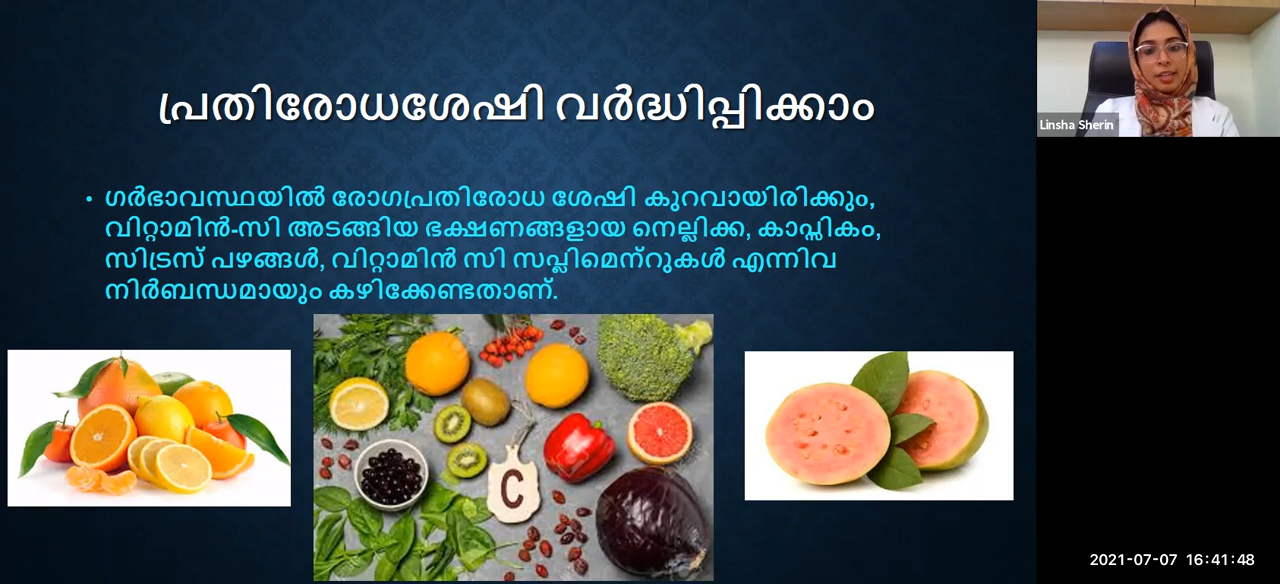 പ്രതിരോധശേഷി വർദ്ധിപ്പിക്കാം
• ഗർഭാവസ്ഥയിൽ രോഗപ്രതിരോധ ശേഷി കുറവായിരിക്കും,
വിറ്റാമിൻ-സി അടങ്ങിയ ഭക്ഷണങ്ങളായ നെല്ലിക്ക, കാപ്സികം,
സിട്രസ് പഴങ്ങൾ, വിറ്റാമിൻ സി സപ്ലിമെന്റുകൾ എന്നിവ
നിർബന്ധമായും കഴിക്കേണ്ടതാണ്.
C
Linsha Sherin
2021-07-07 16:41:48